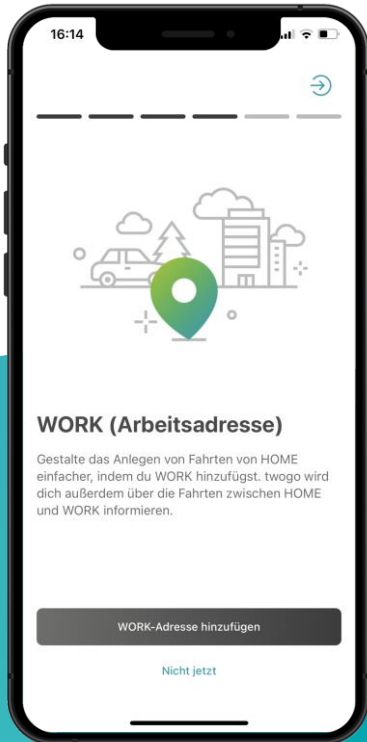 16:14
WORK (Arbeitsadresse)
Gestalte das Anlegen von Fahrten von HOME
einfacher, indem du WORK hinzufügst. twogo wird
dich außerdem über die Fahrten zwischen HOME
und WORK informieren.
WORK-Adresse hinzufügen
Nicht jetzt